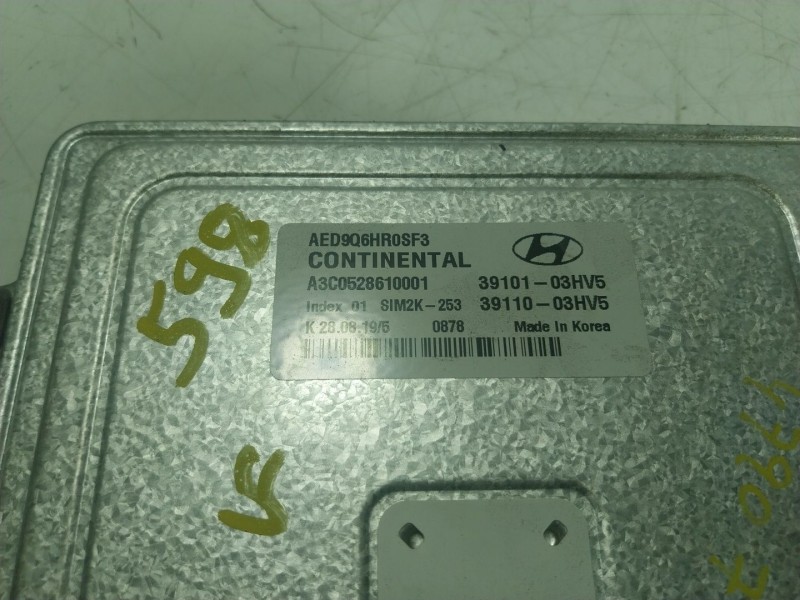 AED9Q6HR0SF3
CONTINENTAL
A3C0528610001 39101-03HV5
Index 01 SIM2K-253 39110-03HV5
K 28.08.19/5 0878 Made In Korea
598